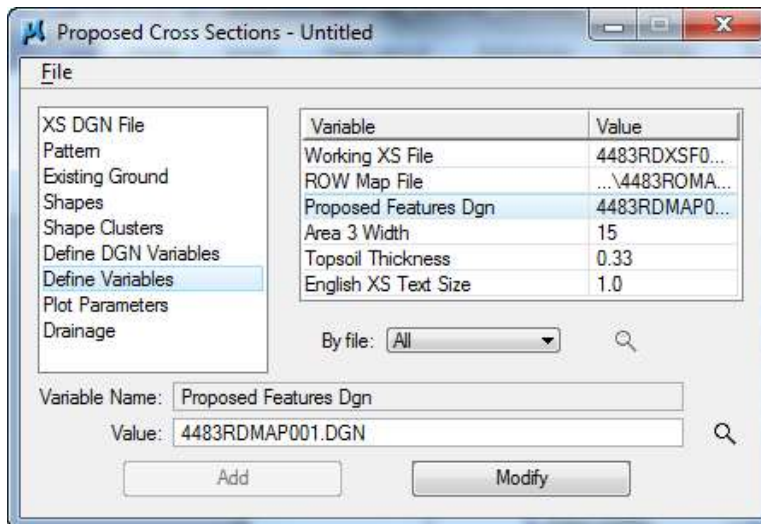 Proposed Cross Sections - Untitled
File
XS DGN File
Pattern
Existing Ground
Shapes
Shape Clusters
Define DGN Variables
Define Variables
Plot Parameters
Drainage
Variable Value
Working XS File 4483RDXSF0...
ROW Map File ...\4483ROMA...
Proposed Features Dgn 4483RDMAP0...
Area 3 Width 15
Topsoil Thickness 0.33
English XS Text Size 1.0
By file: All
Variable Name: Proposed Features Dgn
Value: 4483RDMAP001.DGN
Add Modify